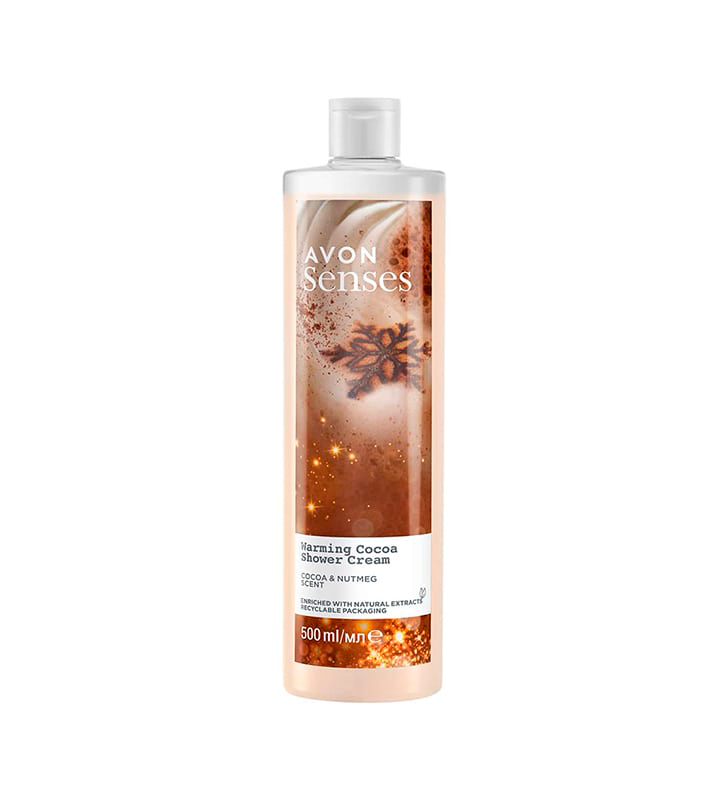 AVON
Senses
Warming Cocoa
Shower Cream
COCOA & NUTMEG
SCENT
ENRICHED WITH NATURAL EXTRACTS
RECYCLABLE PACKAGING
500 ml/мл ℮